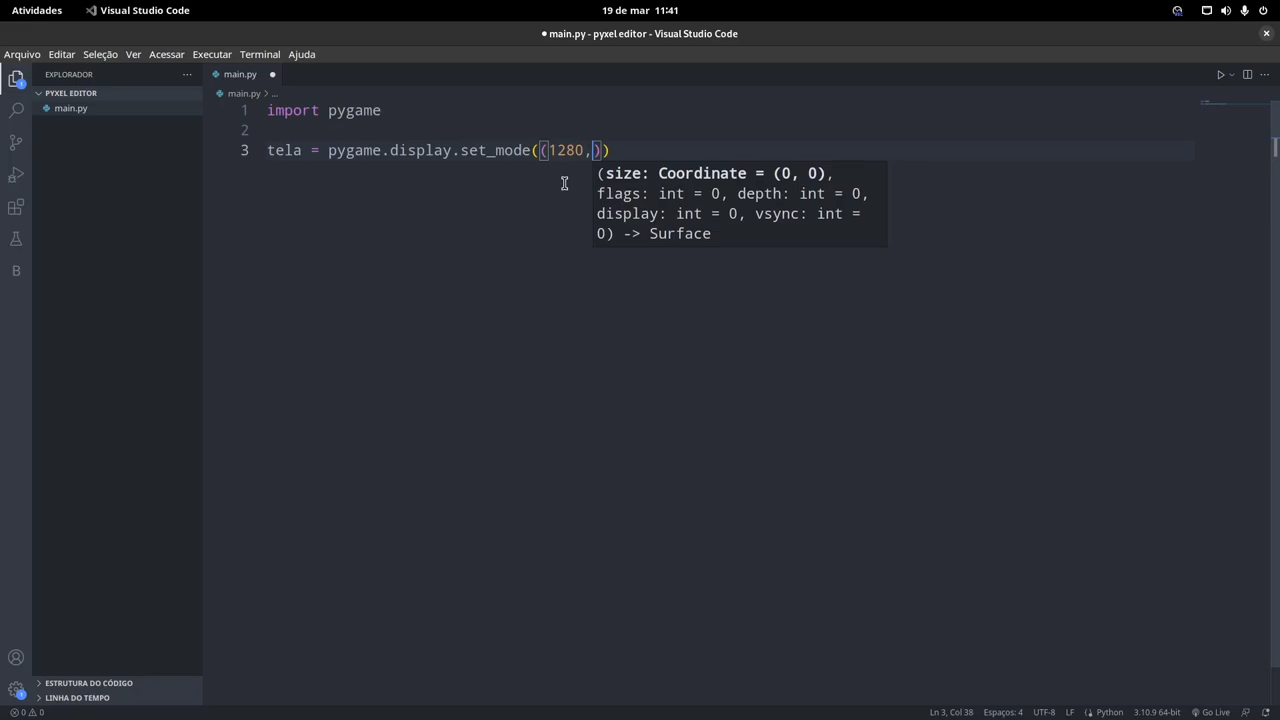 Atividades Visual Studio Code 19 de mar 11:41
● main.py - pyxel editor - Visual Studio Code
Arquivo Editar Seleção Ver Acessar Executar Terminal Ajuda
EXPLORADOR ··· main.py
PYXEL EDITOR main.py > ...
main.py
1 import pygame
2
3 tela = pygame.display.set_mode((1280,))
(size: Coordinate = (0, 0),
flags: int = 0, depth: int = 0,
display: int = 0, vsync: int =
0) -> Surface
B
1
1
ESTRUTURA DO CÓDIGO
LINHA DO TEMPO
0 0 Ln 3, Col 38 Espaços: 4 UTF-8 LF Python 3.10.9 64-bit Go Live